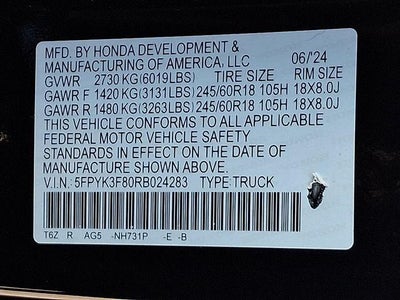 MFD. BY HONDA DEVELOPMENT &
MANUFACTURING OF AMERICA, LLC 06/'24
GVWR 2730 KG(6019LBS) TIRE SIZE RIM SIZE
GAWR F 1420 KG(3131LBS) 245/60R18 105H 18X8.0J
GAWR R 1480 KG(3263LBS) 245/60R18 105H 18X8.0J
THIS VEHICLE CONFORMS TO ALL APPLICABLE
FEDERAL MOTOR VEHICLE SAFETY
STANDARDS IN EFFECT ON THE DATE OF
MANUFACTURE SHOWN ABOVE.
V.I.N.: 5FPYK3F80RB024283 TYPE:TRUCK
T6Z R AG5 -NH731P -E -B